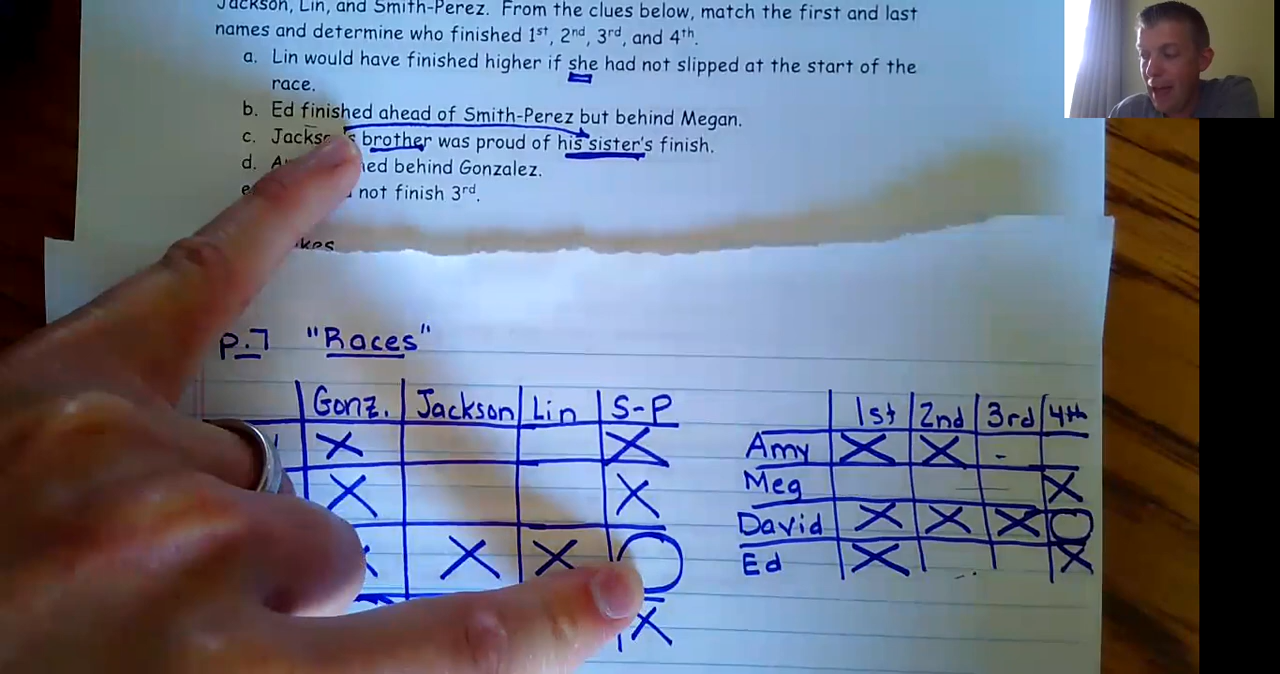 Jackson, Lin, and Smith-Perez. From the clues below, match the first and last
names and determine who finished 1st, 2nd, 3rd, and 4th.
a. Lin would have finished higher if she had not slipped at the start of the
race.
b. Ed finished ahead of Smith-Perez but behind Megan.
c. brother was proud of his sister's finish.
d. behind Gonzalez.
not finish 3rd.
p.7 "Races"
Gonz. Jackson Lin S-P
X X
X X
X X O
X
1st 2nd 3rd 4th
Amy X X -
Meg X
David X X X O
Ed X X